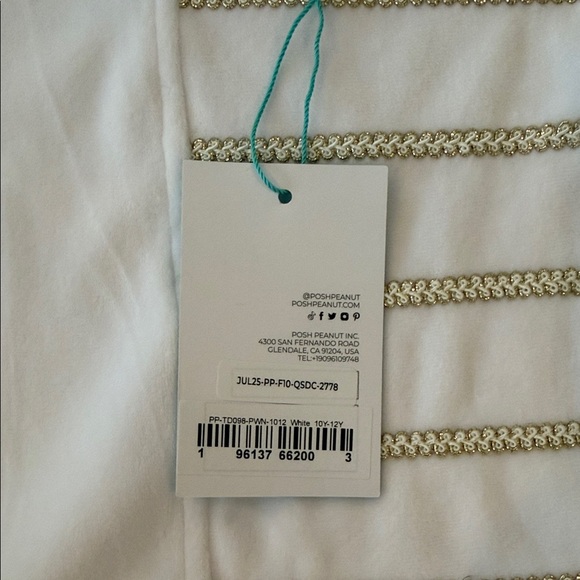 @POSHPEANUT
POSHPEANUT.COM
POSH PEANUT INC.
4300 SAN FERNANDO ROAD
GLENDALE, CA 91204, USA
TEL:+19096109748
JUL25-PP-F10-QSDC-2778
PP-TD098-PWN-1012 White 10Y-12Y
1 96137 66200 3